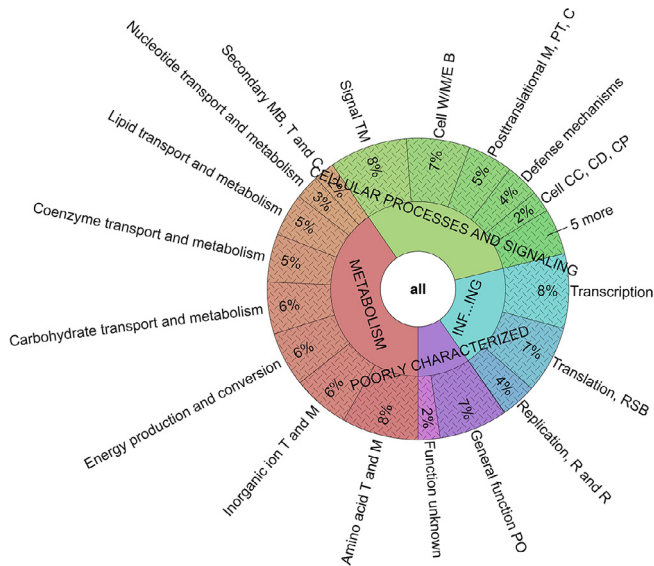 Nucleotide transport and metabolism
Secondary MB, T and C
Signal TM
Cell W/M/E B
Posttranslational M, PT, C
Defense mechanisms
Cell CC, CD, CP
5 more
Lipid transport and metabolism
Coenzyme transport and metabolism
Carbohydrate transport and metabolism
Energy production and conversion
Inorganic ion T and M
Amino acid T and M
Function unknown
General function PO
Replication, R and R
Translation, RSB
Transcription
8%
7%
5%
4%
2%
8%
7%
4%
7%
2%
8%
6%
6%
6%
5%
5%
3%
CELLULAR PROCESSES AND SIGNALING
METABOLISM
INF...ING
POORLY CHARACTERIZED
all